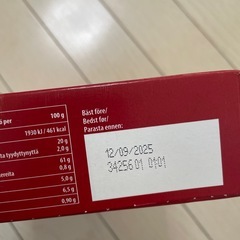 per 100 g
1930 kJ / 461 kcal
20 g
tyydyttynyttä 2,0 g
61 g
0,8 g
5,0 g
6,5 g
0,90 g
Bäst före/
Bedst før/
Parasta ennen:
12/09/2025
34256 01 01:01